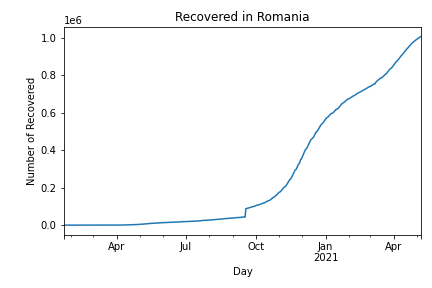 Recovered in Romania
1e6
1.0
0.8
0.6
0.4
0.2
0.0
Number of Recovered
Apr
Jul
Oct
Jan
2021
Apr
Day